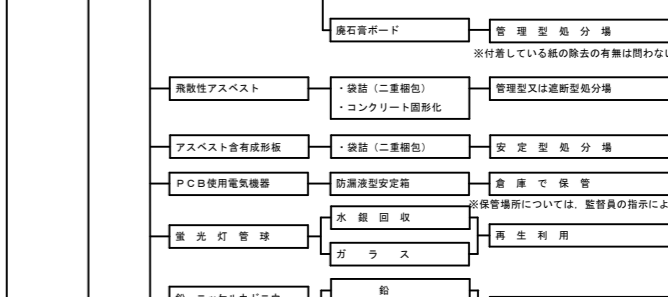 廃石膏ボード
管理型処分場
※付着している紙の除去の有無は問わな
飛散性アスベスト
・袋詰(二重梱包)
・コンクリート固形化
管理型又は遮断型処分場
アスベスト含有成形板
・袋詰(二重梱包)
安定型処分場
PCB使用電気機器
防漏液型安定箱
倉庫で保管
※保管場所については、監督員の指示によ
蛍光灯管球
水銀回収
ガラス
再生利用
鉛